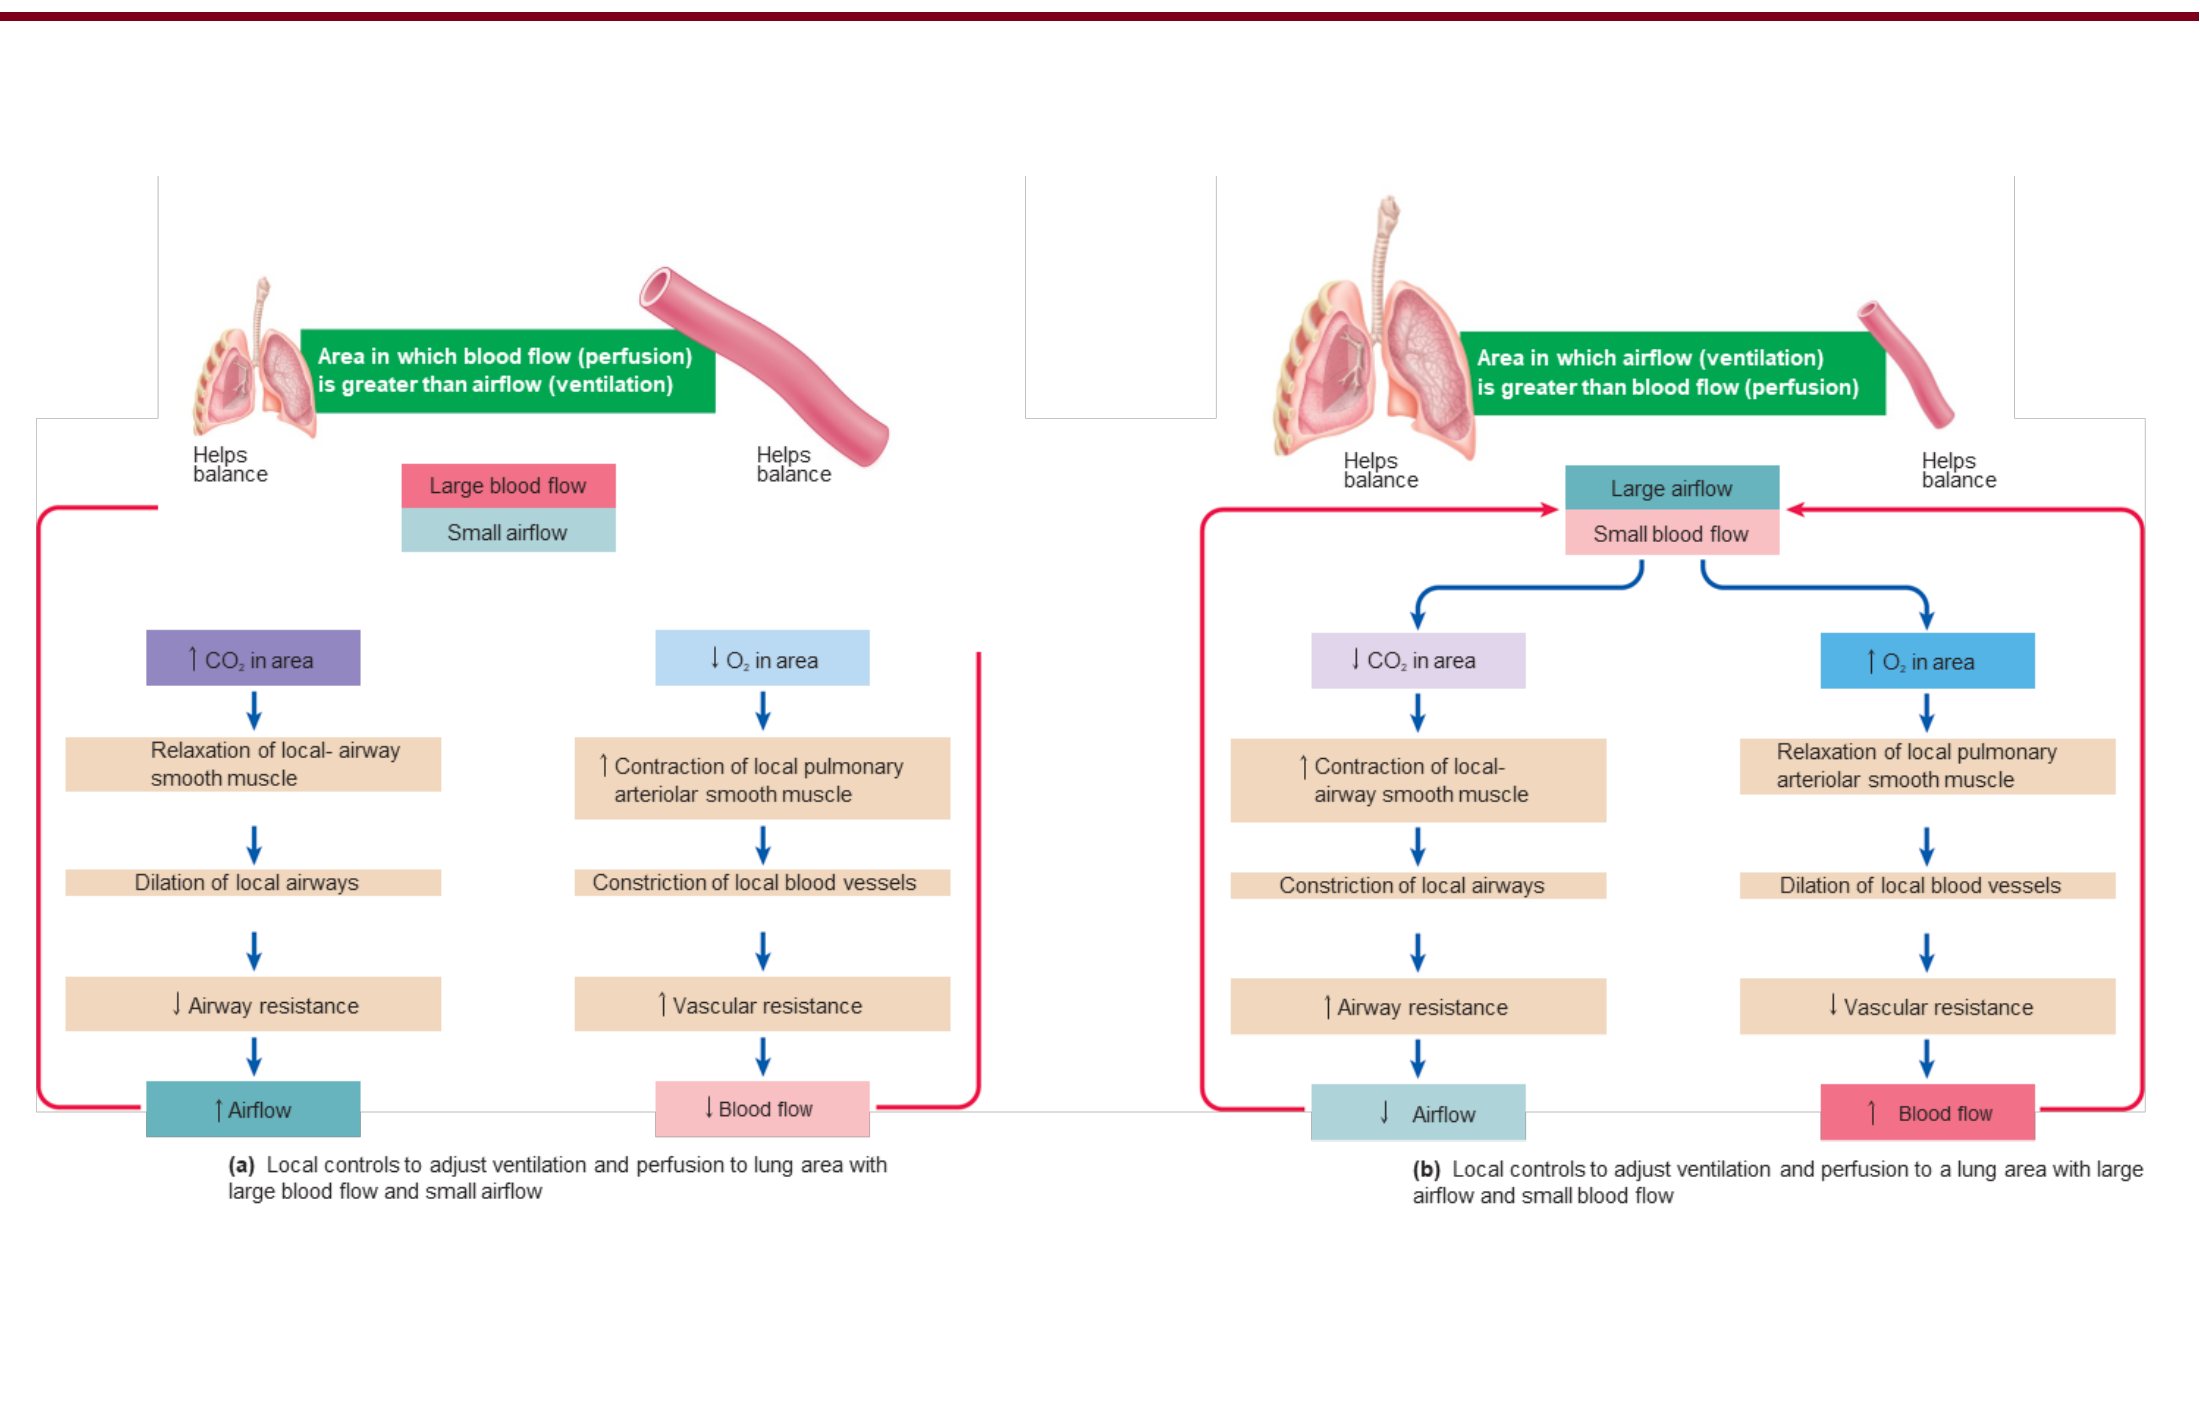 Area in which blood flow (perfusion)
is greater than airflow (ventilation)
Helps
balance
Helps
balance
Large blood flow
Small airflow
↑ CO₂ in area
↓ O₂ in area
Relaxation of local- airway
smooth muscle
↑ Contraction of local pulmonary
arteriolar smooth muscle
Dilation of local airways
Constriction of local blood vessels
↓ Airway resistance
↑ Vascular resistance
↑ Airflow
↓ Blood flow
(a) Local controls to adjust ventilation and perfusion to lung area with
large blood flow and small airflow
Area in which airflow (ventilation)
is greater than blood flow (perfusion)
Helps
balance
Helps
balance
Large airflow
Small blood flow
↓ CO₂ in area
↑ O₂ in area
↑ Contraction of local-
airway smooth muscle
Relaxation of local pulmonary
arteriolar smooth muscle
Constriction of local airways
Dilation of local blood vessels
↑ Airway resistance
↓ Vascular resistance
↓ Airflow
↑ Blood flow
(b) Local controls to adjust ventilation and perfusion to a lung area with large
airflow and small blood flow